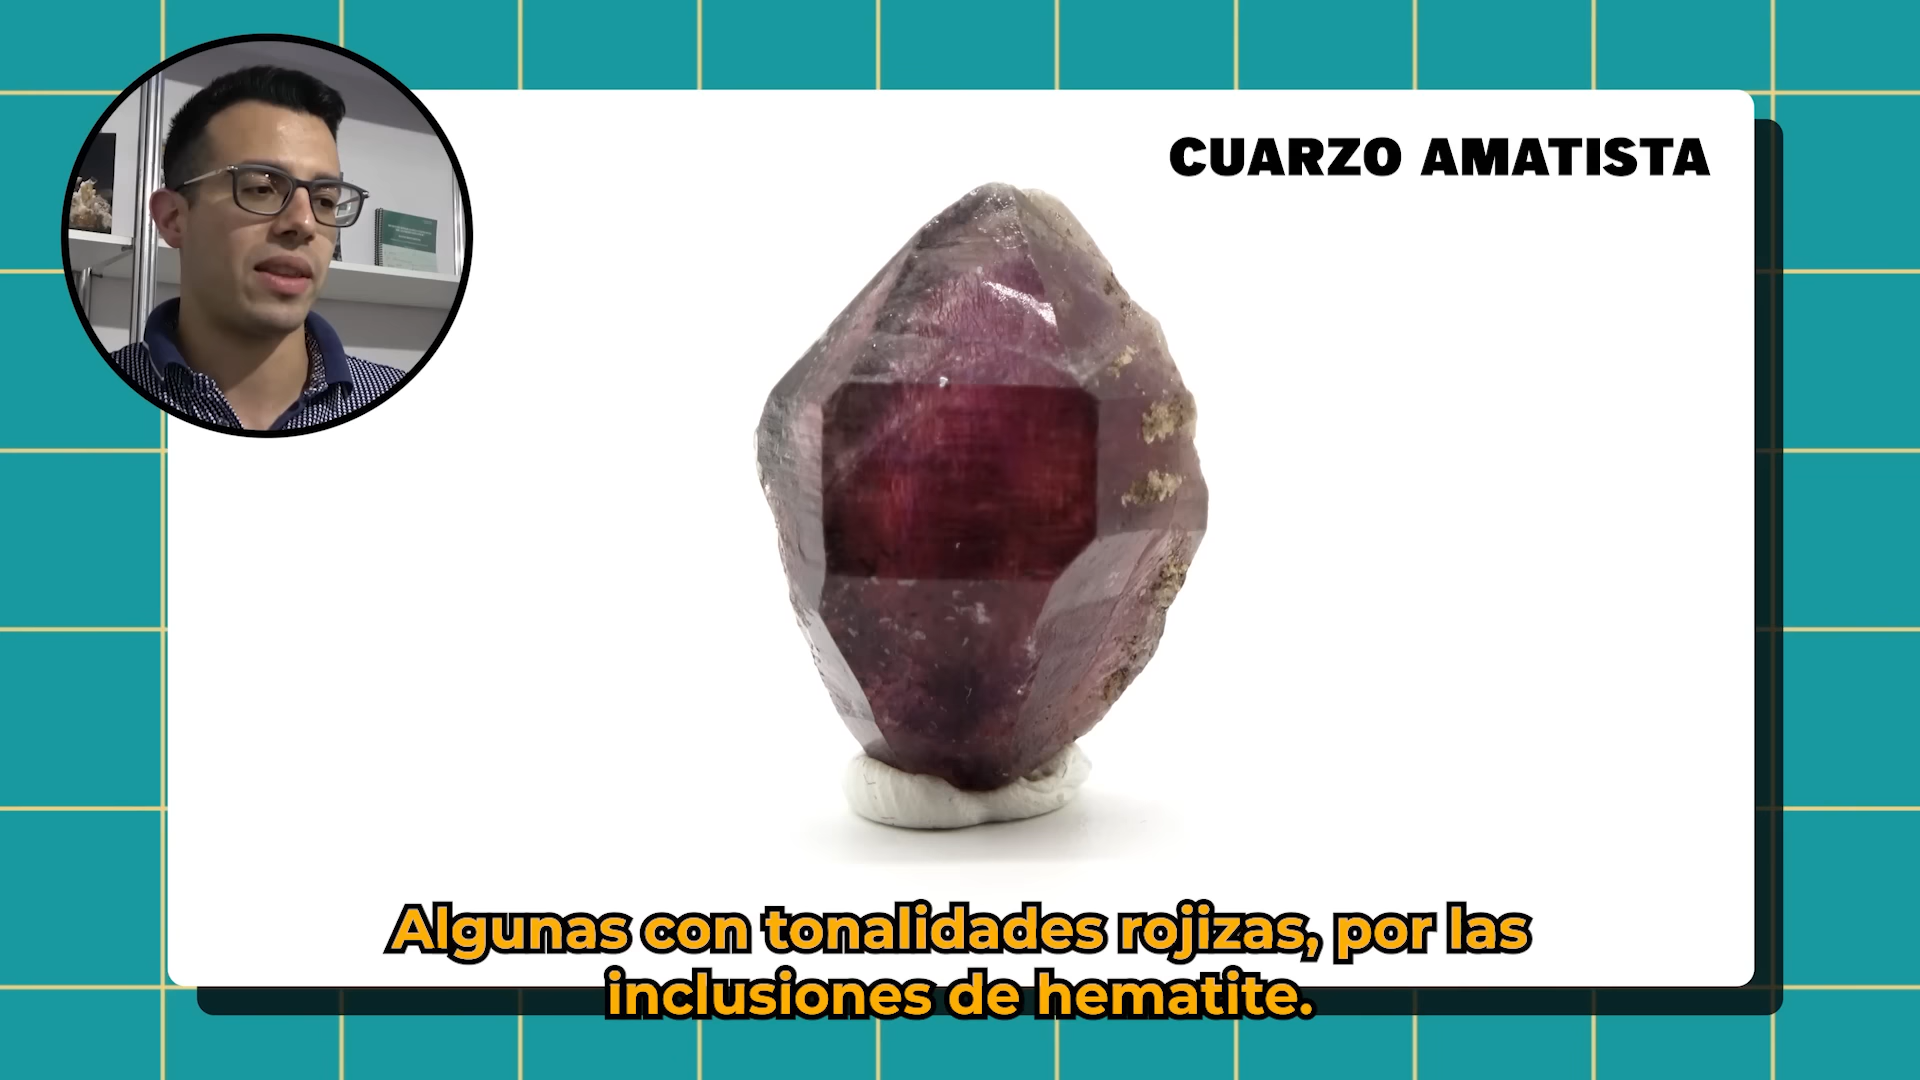 CUARZO AMATISTA
Algunas con tonalidades rojizas, por las
inclusiones de hematite.